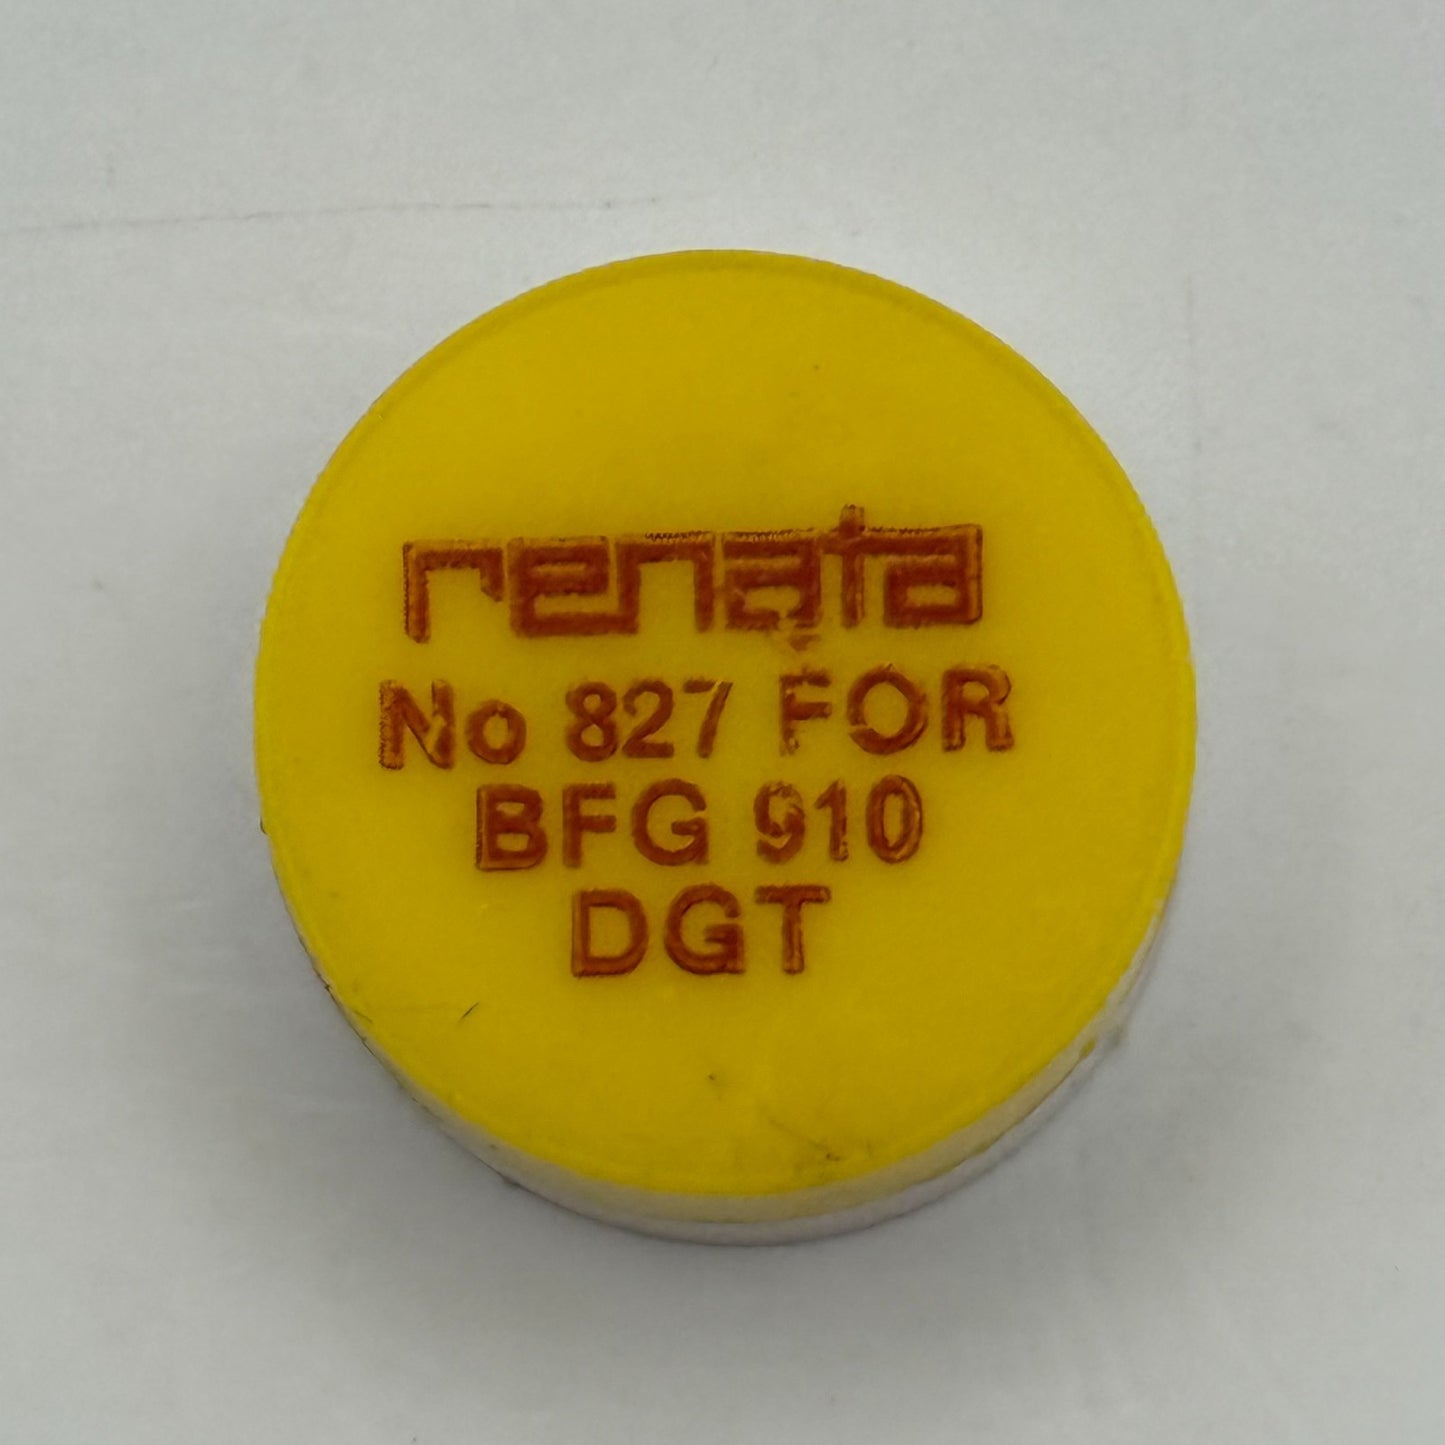 renata
No 827 FOR
BFG 910
DGT